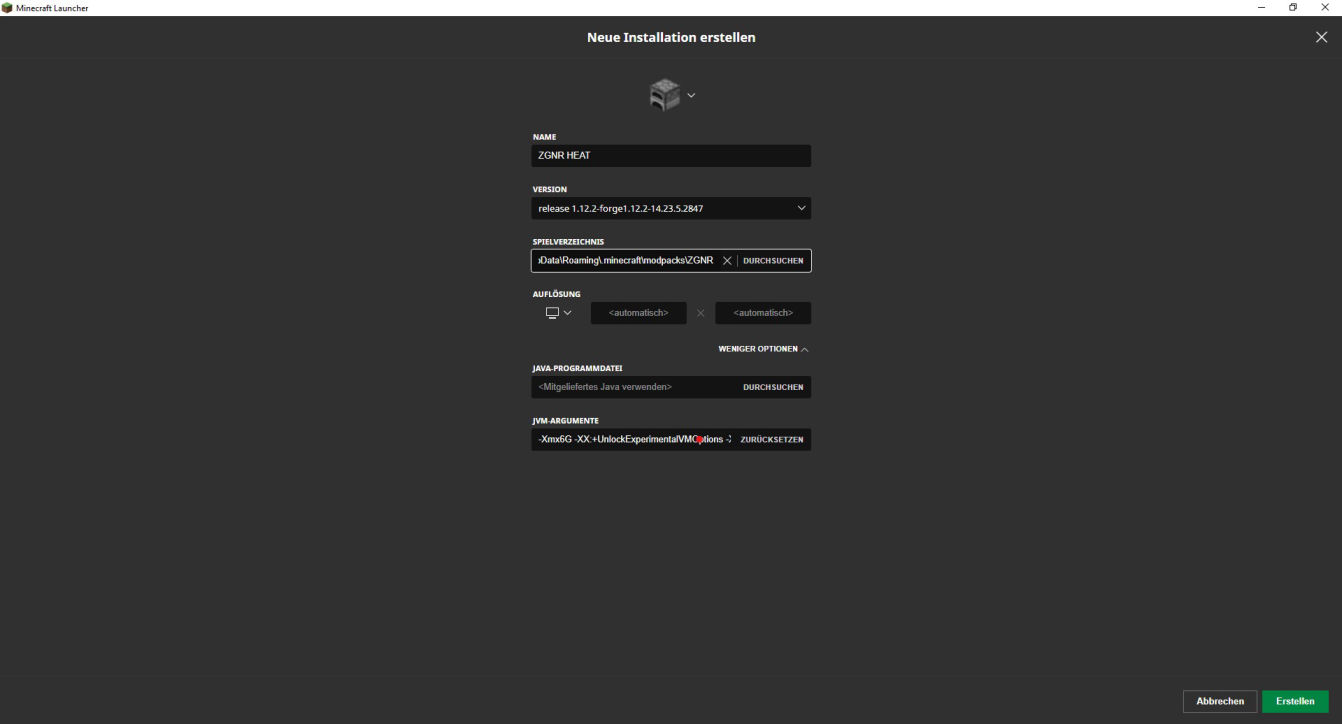 Minecraft Launcher
Neue Installation erstellen
NAME
ZGNR HEAT
VERSION
release 1.12.2-forge1.12.2-14.23.5.2847
SPIELVERZEICHNIS
Data\Roaming\.minecraft\modpacks\ZGNR DURCHSUCHEN
AUFLÖSUNG
<automatisch> <automatisch>
WENIGER OPTIONEN
JAVA-PROGRAMMDATEI
<Mitgeliefertes Java verwenden> DURCHSUCHEN
JVM-ARGUMENTE
-Xmx6G -XX:+UnlockExperimentalVMOptions - ZURÜCKSETZEN
Abbrechen Erstellen